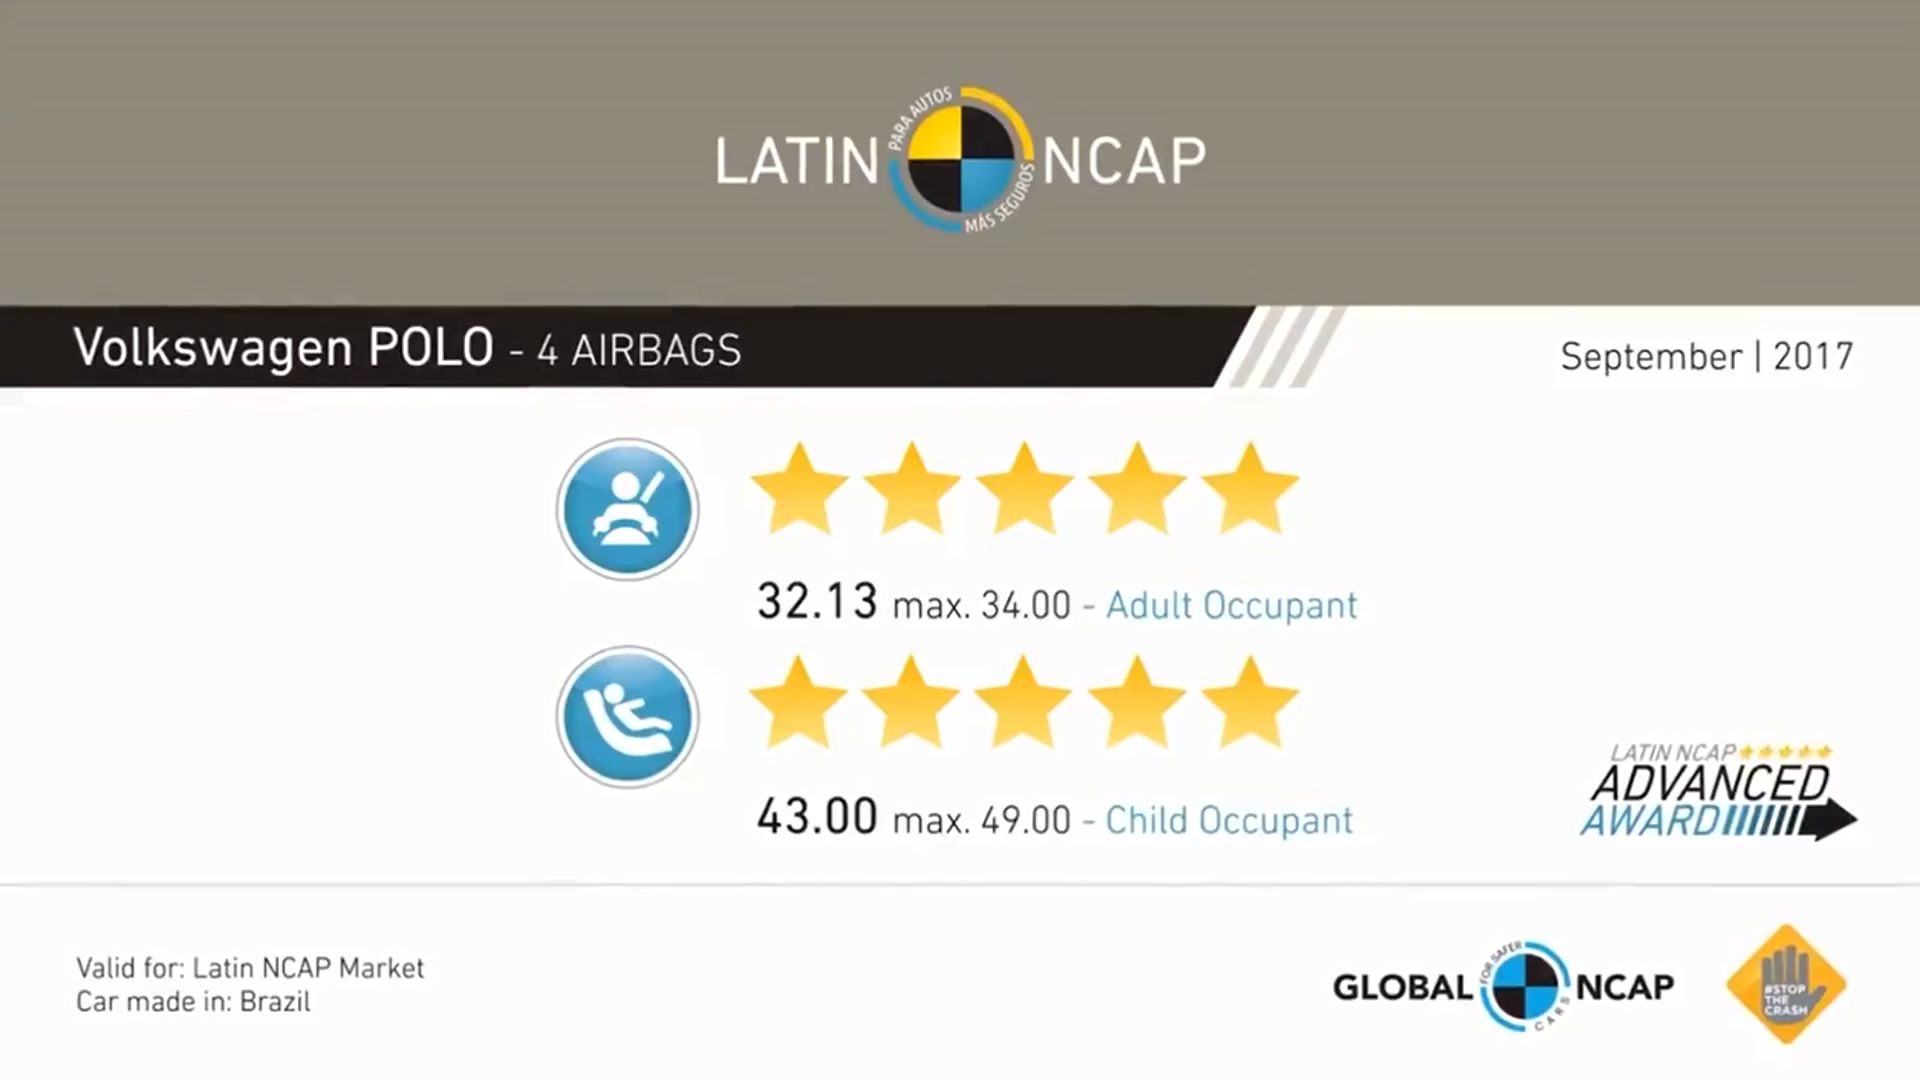 LATIN NCAP
PARA AUTOS
MÁS SEGUROS
Volkswagen POLO - 4 AIRBAGS
September | 2017
32.13 max. 34.00 - Adult Occupant
43.00 max. 49.00 - Child Occupant
LATIN NCAP
ADVANCED
AWARD
Valid for: Latin NCAP Market
Car made in: Brazil
GLOBAL NCAP
FOR SAFER
CARS
#STOP
THE
CRASH